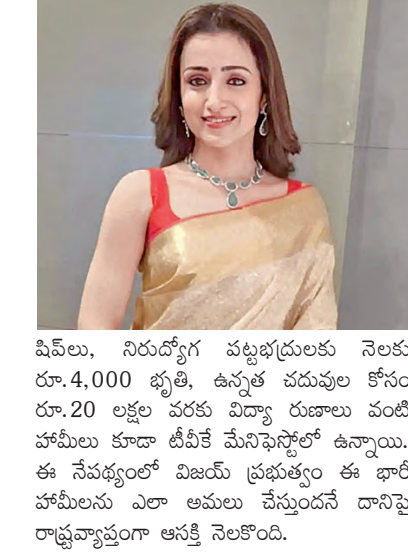 షిప్‌లు, నిరుద్యోగ పట్టభద్రులకు నెలకు
రూ.4,000 భృతి, ఉన్నత చదువుల కోసం
రూ.20 లక్షల వరకు విద్యా రుణాలు వంటి
హామీలు కూడా టీవీకే మేనిఫెస్టోలో ఉన్నాయి.
ఈ నేపథ్యంలో విజయ్ ప్రభుత్వం ఈ భారీ
హామీలను ఎలా అమలు చేస్తుందనే దానిపై
రాష్ట్రవ్యాప్తంగా ఆసక్తి నెలకొంది.